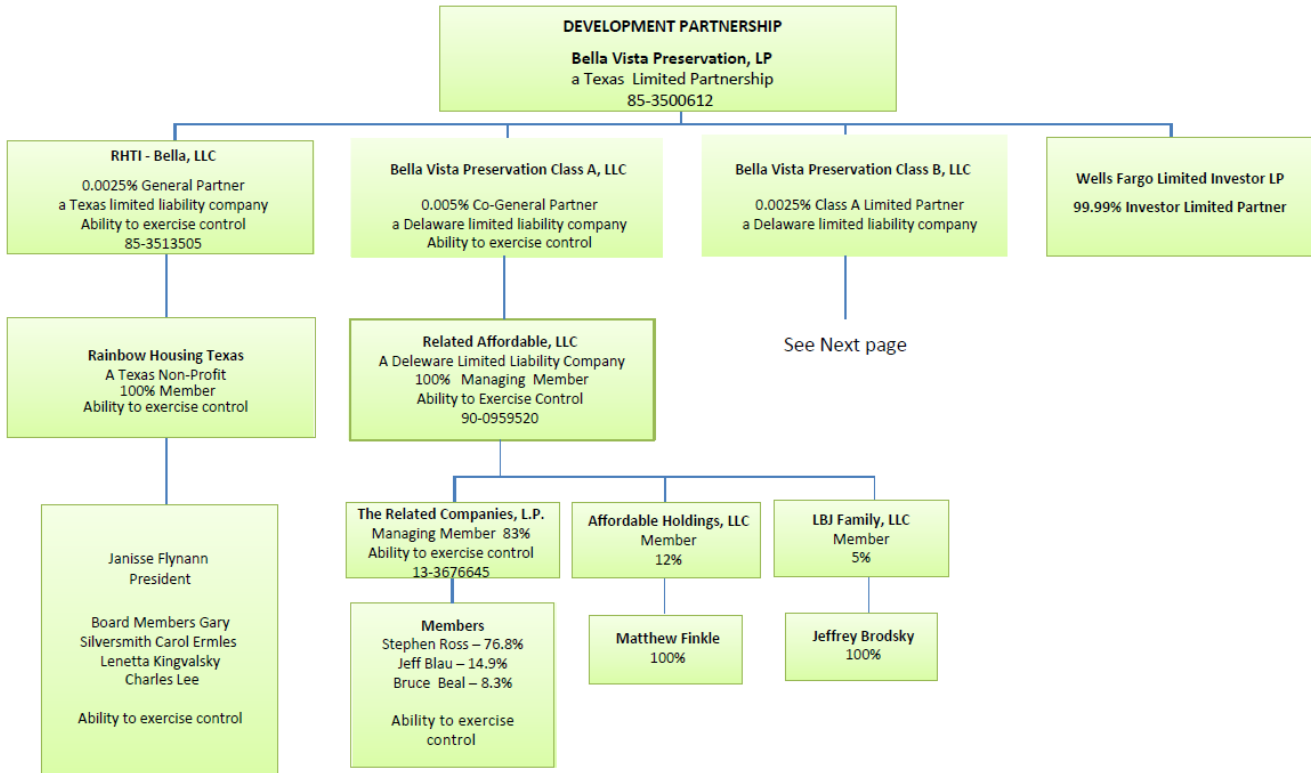 DEVELOPMENT PARTNERSHIP
Bella Vista Preservation, LP
a Texas Limited Partnership
85-3500612
RHTI - Bella, LLC
0.0025% General Partner
a Texas limited liability company
Ability to exercise control
85-3513505
Bella Vista Preservation Class A, LLC
0.005% Co-General Partner
a Delaware limited liability company
Ability to exercise control
Bella Vista Preservation Class B, LLC
0.0025% Class A Limited Partner
a Delaware limited liability company
Wells Fargo Limited Investor LP
99.99% Investor Limited Partner
Rainbow Housing Texas
A Texas Non-Profit
100% Member
Ability to exercise control
Related Affordable, LLC
A Deleware Limited Liability Company
100% Managing Member
Ability to Exercise Control
90-0959520
See Next page
Janisse Flynann
President
Board Members Gary
Silversmith Carol Ermles
Lenetta Kingvalsky
Charles Lee
Ability to exercise control
The Related Companies, L.P.
Managing Member 83%
Ability to exercise control
13-3676645
Affordable Holdings, LLC
Member
12%
LBJ Family, LLC
Member
5%
Members
Stephen Ross – 76.8%
Jeff Blau – 14.9%
Bruce Beal – 8.3%
Ability to exercise
control
Matthew Finkle
100%
Jeffrey Brodsky
100%